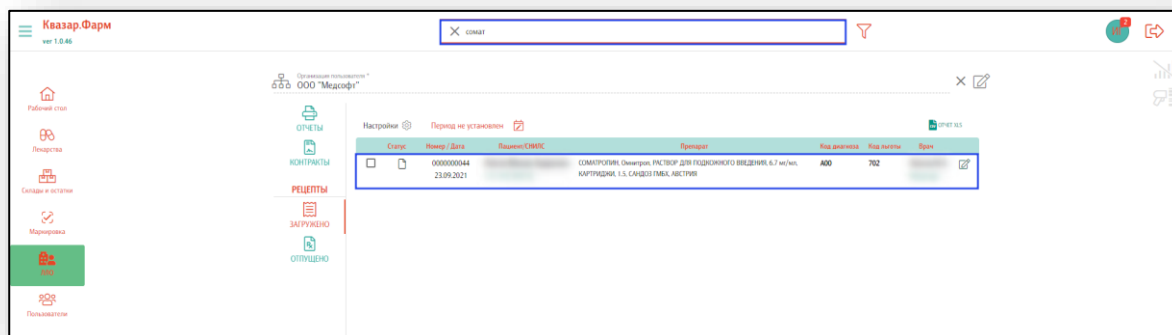 Квазар.Фарм
ver 1.0.46
сомат
2
Организация пользователя *
ООО "Медсофт"
Рабочий стол
Лекарства
Склады и остатки
Маркировка
ЛЛО
Пользователи
ОТЧЕТЫ
КОНТРАКТЫ
РЕЦЕПТЫ
ЗАГРУЖЕНО
ОТПУЩЕНО
Настройки
Период не установлен
ОТЧЕТ XLS
Статус Номер / Дата Пациент/СНИЛС Препарат Код диагноза Код льготы Врач
0000000044 СОМАТРОПИН, Омнитроп, РАСТВОР ДЛЯ ПОДКОЖНОГО ВВЕДЕНИЯ, 6.7 мг/мл, A00 702
23.09.2021 КАРТРИДЖИ, 1.5, САНДОЗ ГМБХ, АВСТРИЯ